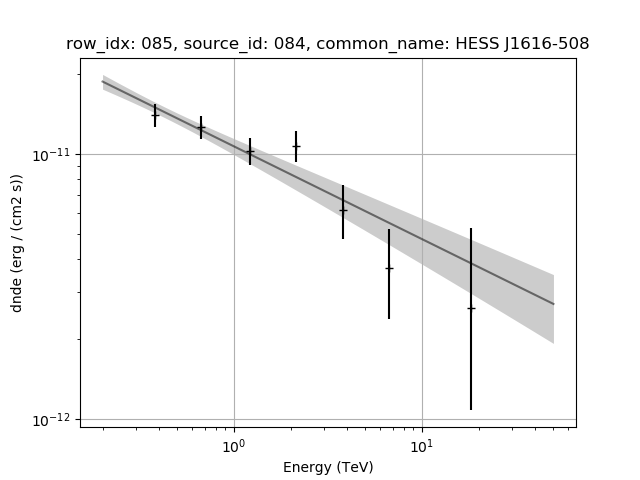 row_idx: 085, source_id: 084, common_name: HESS J1616-508
dnde (erg / (cm2 s))
10⁻¹¹
10⁻¹²
10⁰
10¹
Energy (TeV)